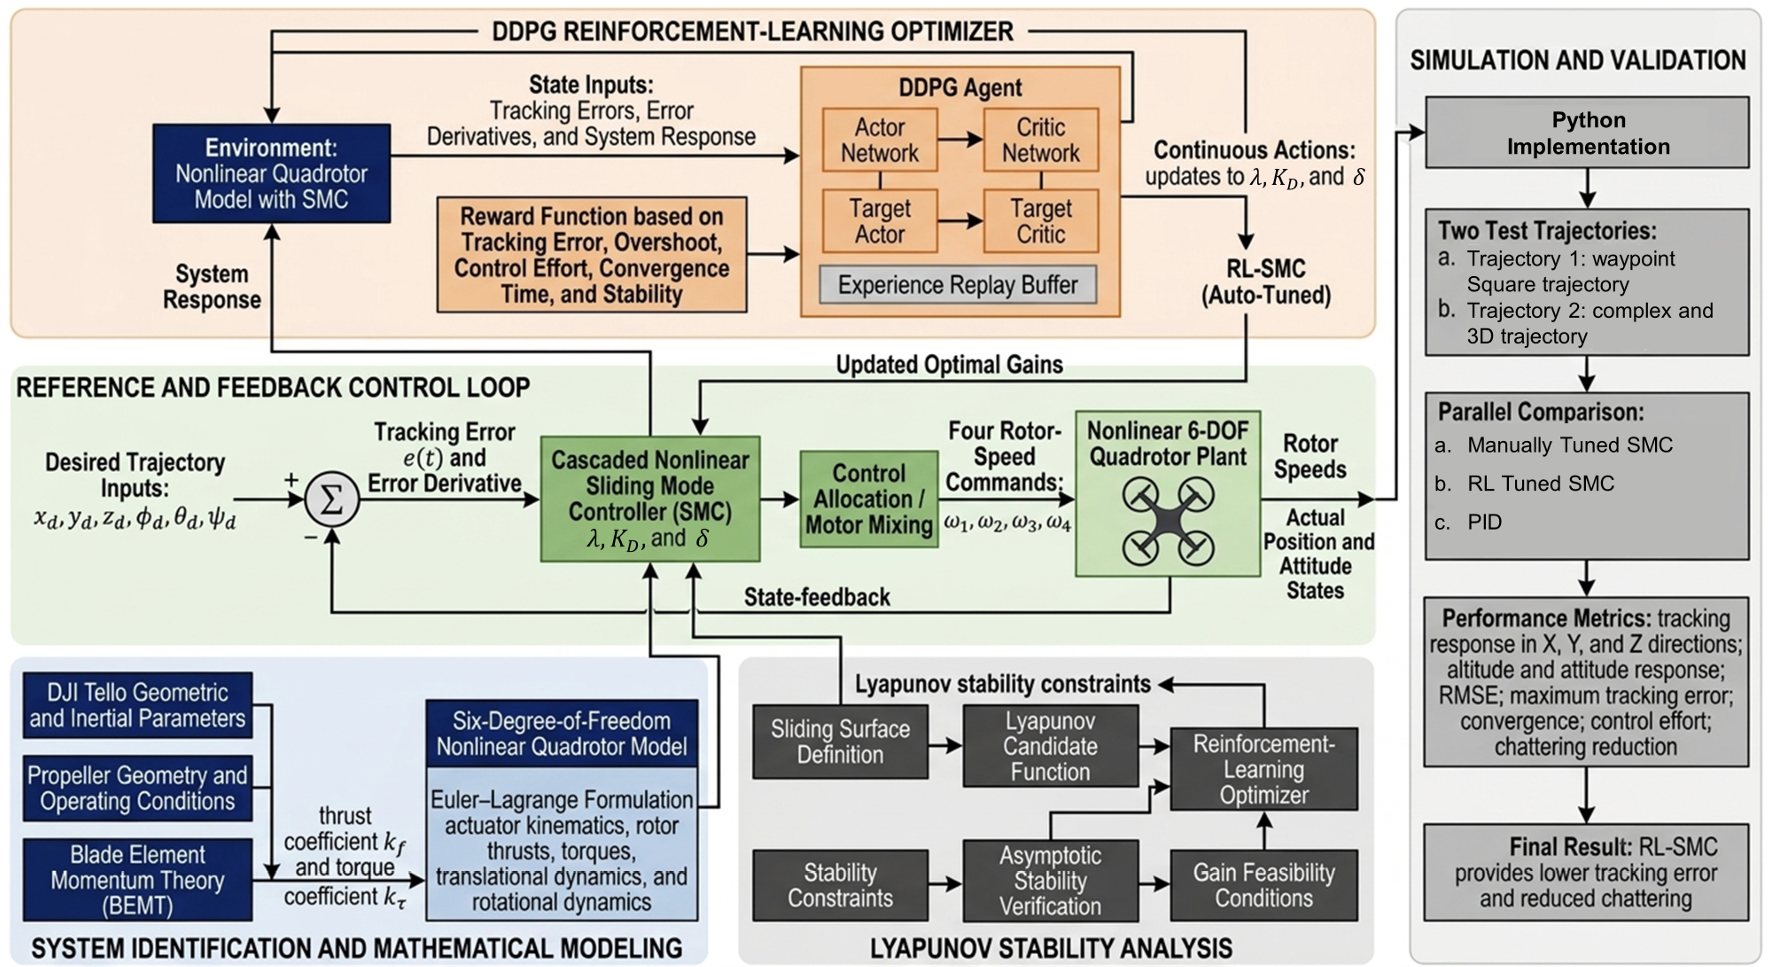 DDPG REINFORCEMENT-LEARNING OPTIMIZER
State Inputs:
Tracking Errors, Error
Derivatives, and System Response
Environment:
Nonlinear Quadrotor
Model with SMC
Reward Function based on
Tracking Error, Overshoot,
Control Effort, Convergence
Time, and Stability
DDPG Agent
Actor
Network
Critic
Network
Target
Actor
Target
Critic
Experience Replay Buffer
Continuous Actions:
updates to λ, K_D, and δ
RL-SMC
(Auto-Tuned)
System
Response
Updated Optimal Gains
REFERENCE AND FEEDBACK CONTROL LOOP
Desired Trajectory
Inputs:
x_d, y_d, z_d, ϕ_d, θ_d, ψ_d
+
Σ
−
Tracking Error
e(t) and
Error Derivative
Cascaded Nonlinear
Sliding Mode
Controller (SMC)
λ, K_D, and δ
Control
Allocation /
Motor Mixing
Four Rotor-
Speed
Commands:
ω₁, ω₂, ω₃, ω₄
Nonlinear 6-DOF
Quadrotor Plant
Rotor
Speeds
Actual
Position and
Attitude
States
State-feedback
DJI Tello Geometric
and Inertial Parameters
Propeller Geometry and
Operating Conditions
Blade Element
Momentum Theory
(BEMT)
thrust
coefficient k_f
and torque
coefficient k_τ
Six-Degree-of-Freedom
Nonlinear Quadrotor Model
Euler–Lagrange Formulation
actuator kinematics, rotor
thrusts, torques,
translational dynamics, and
rotational dynamics
SYSTEM IDENTIFICATION AND MATHEMATICAL MODELING
Lyapunov stability constraints
Sliding Surface
Definition
Lyapunov
Candidate
Function
Reinforcement-
Learning
Optimizer
Stability
Constraints
Asymptotic
Stability
Verification
Gain Feasibility
Conditions
LYAPUNOV STABILITY ANALYSIS
SIMULATION AND VALIDATION
Python
Implementation
Two Test Trajectories:
a. Trajectory 1: waypoint
Square trajectory
b. Trajectory 2: complex and
3D trajectory
Parallel Comparison:
a. Manually Tuned SMC
b. RL Tuned SMC
c. PID
Performance Metrics: tracking
response in X, Y, and Z directions;
altitude and attitude response;
RMSE; maximum tracking error;
convergence; control effort;
chattering reduction
Final Result: RL-SMC
provides lower tracking error
and reduced chattering